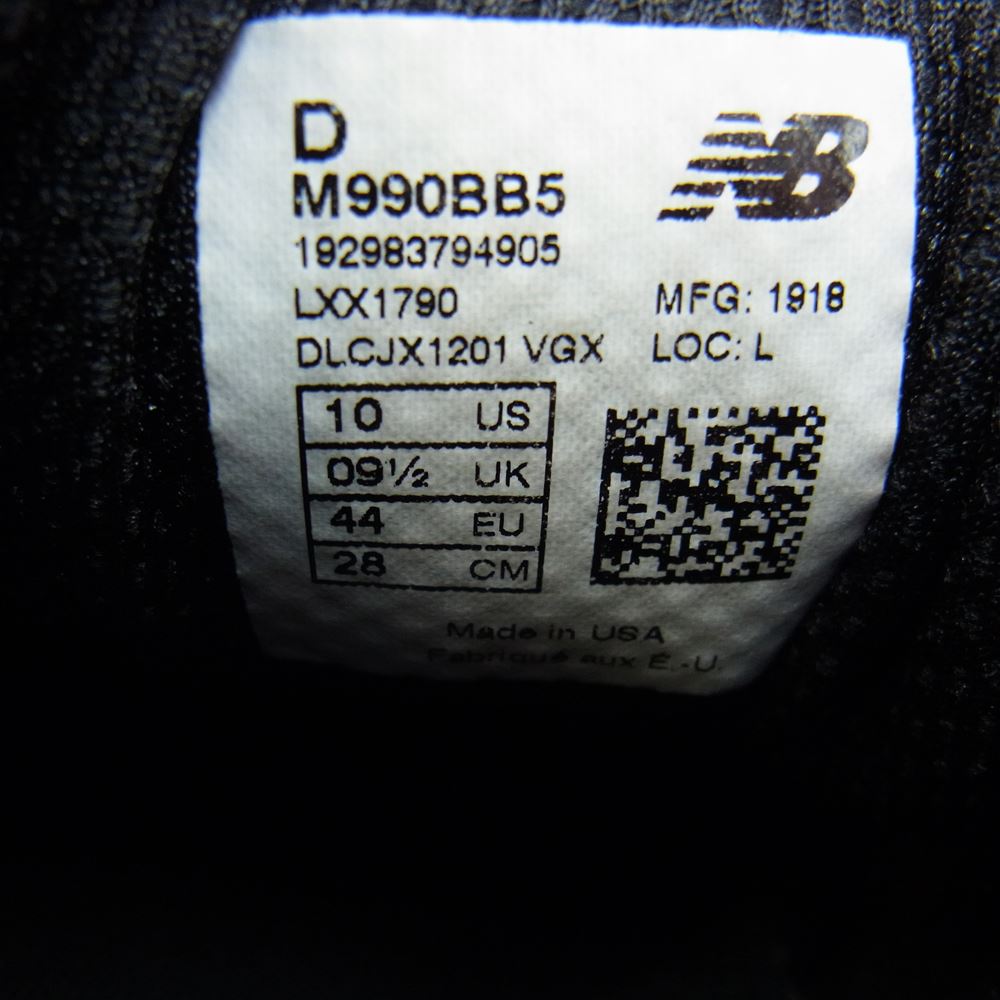 D
NB
M990BB5
192983794905
LXX1790 MFG: 1918
DLCJX1201 VGX LOC: L
10 US
09½ UK
44 EU
28 CM
Made in USA
Fabriqué aux É.-U.